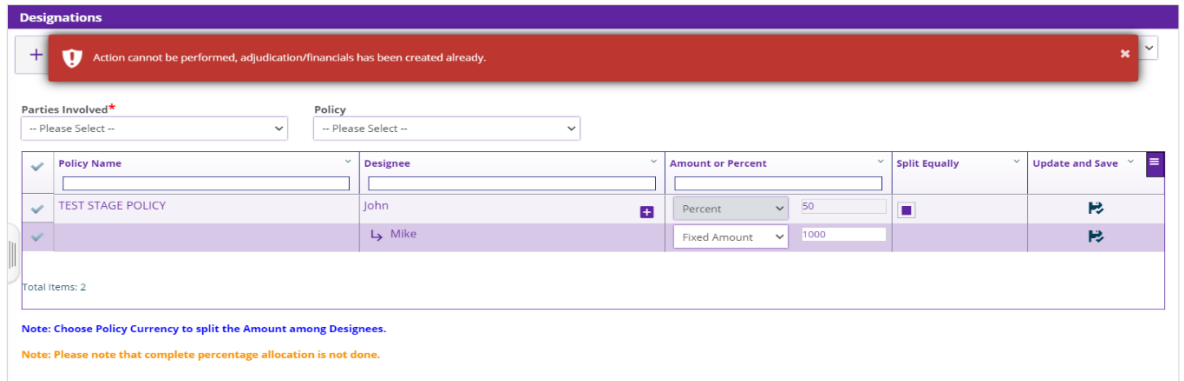 Designations
Action cannot be performed, adjudication/financials has been created already.
Parties Involved* Policy
-- Please Select -- -- Please Select --
Policy Name Designee Amount or Percent Split Equally Update and Save
TEST STAGE POLICY John Percent 50
Mike Fixed Amount 1000
Total Items: 2
Note: Choose Policy Currency to split the Amount among Designees.
Note: Please note that complete percentage allocation is not done.